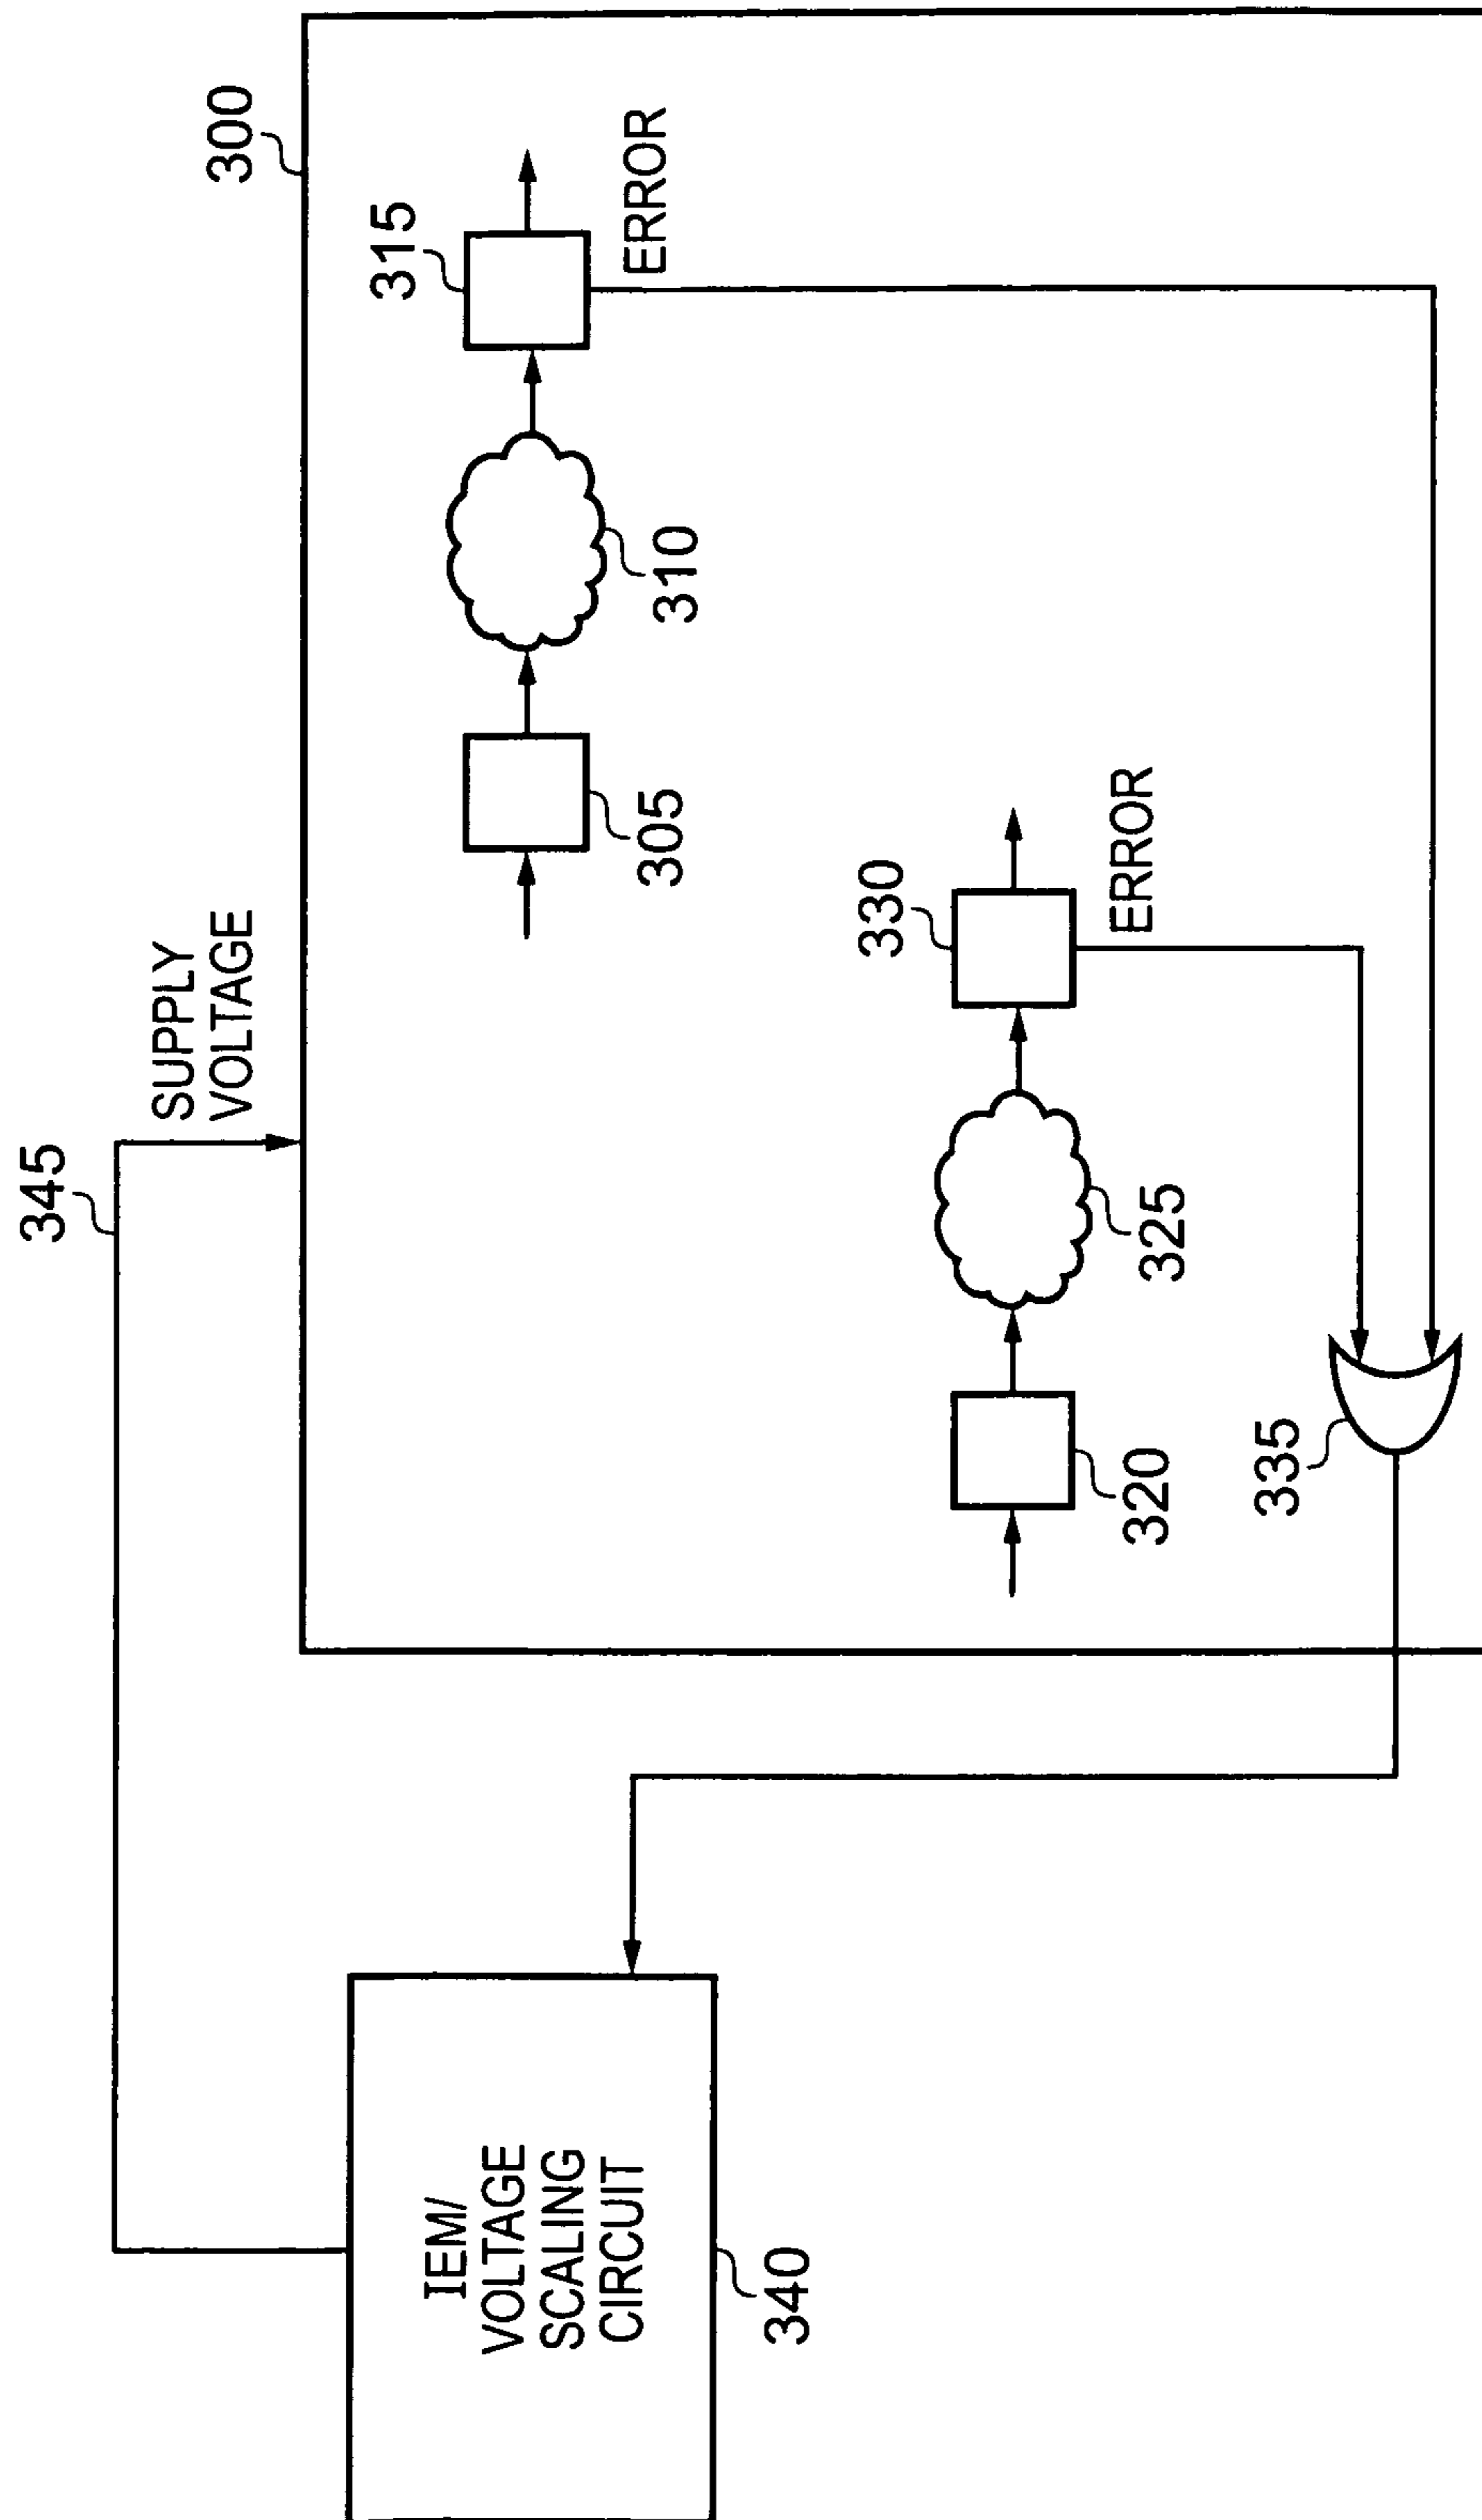 345
SUPPLY
VOLTAGE
300
315
ERROR
310
305
330
ERROR
325
320
335
IEM/
VOLTAGE
SCALING
CIRCUIT
340